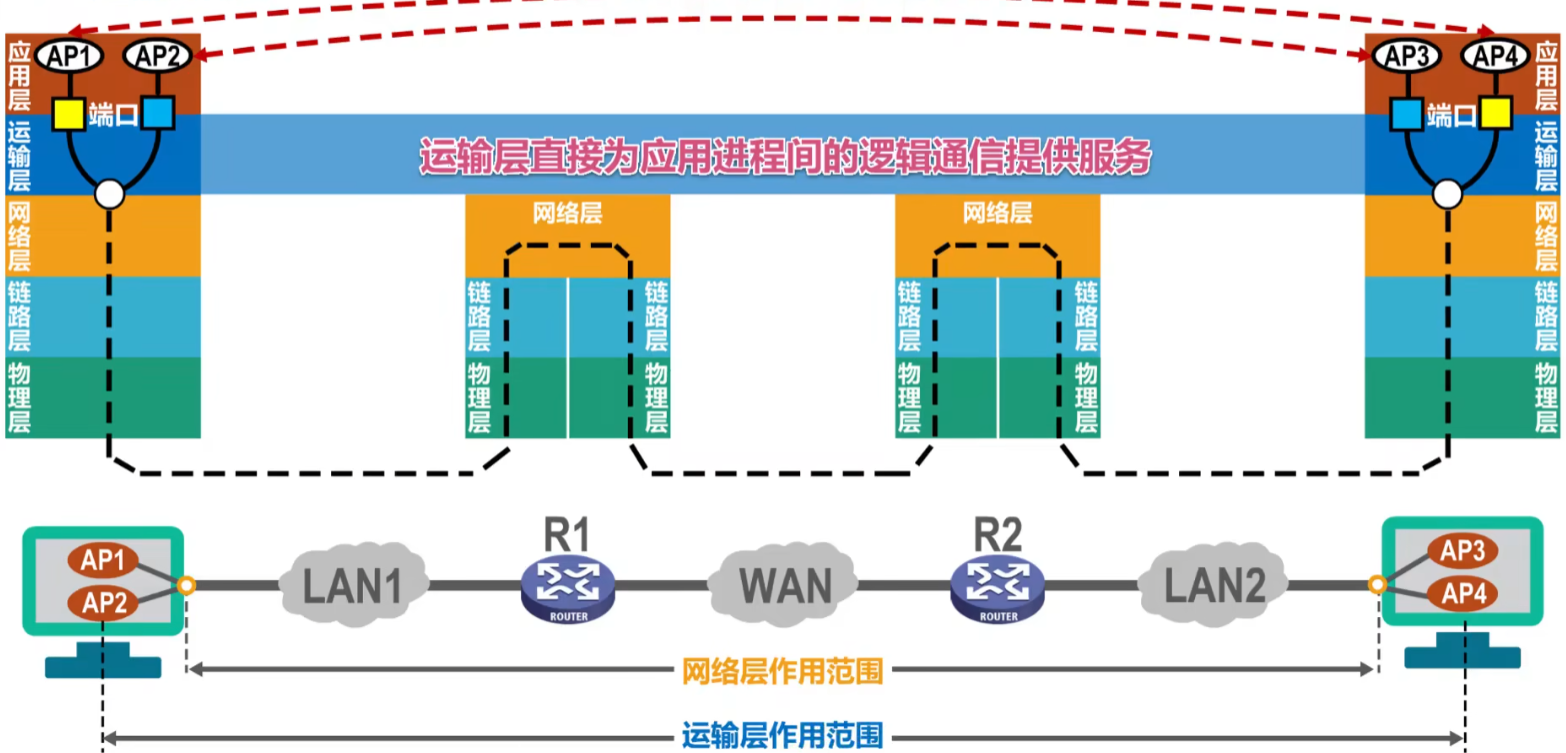 AP1
AP2
AP3
AP4
应用层
端口
端口
应用层
运输层
运输层直接为应用进程间的逻辑通信提供服务
运输层
网络层
网络层
网络层
网络层
链路层
链路层
链路层
链路层
链路层
链路层
物理层
物理层
物理层
物理层
物理层
物理层
R1
R2
AP1
AP2
LAN1
ROUTER
WAN
ROUTER
LAN2
AP3
AP4
网络层作用范围
运输层作用范围